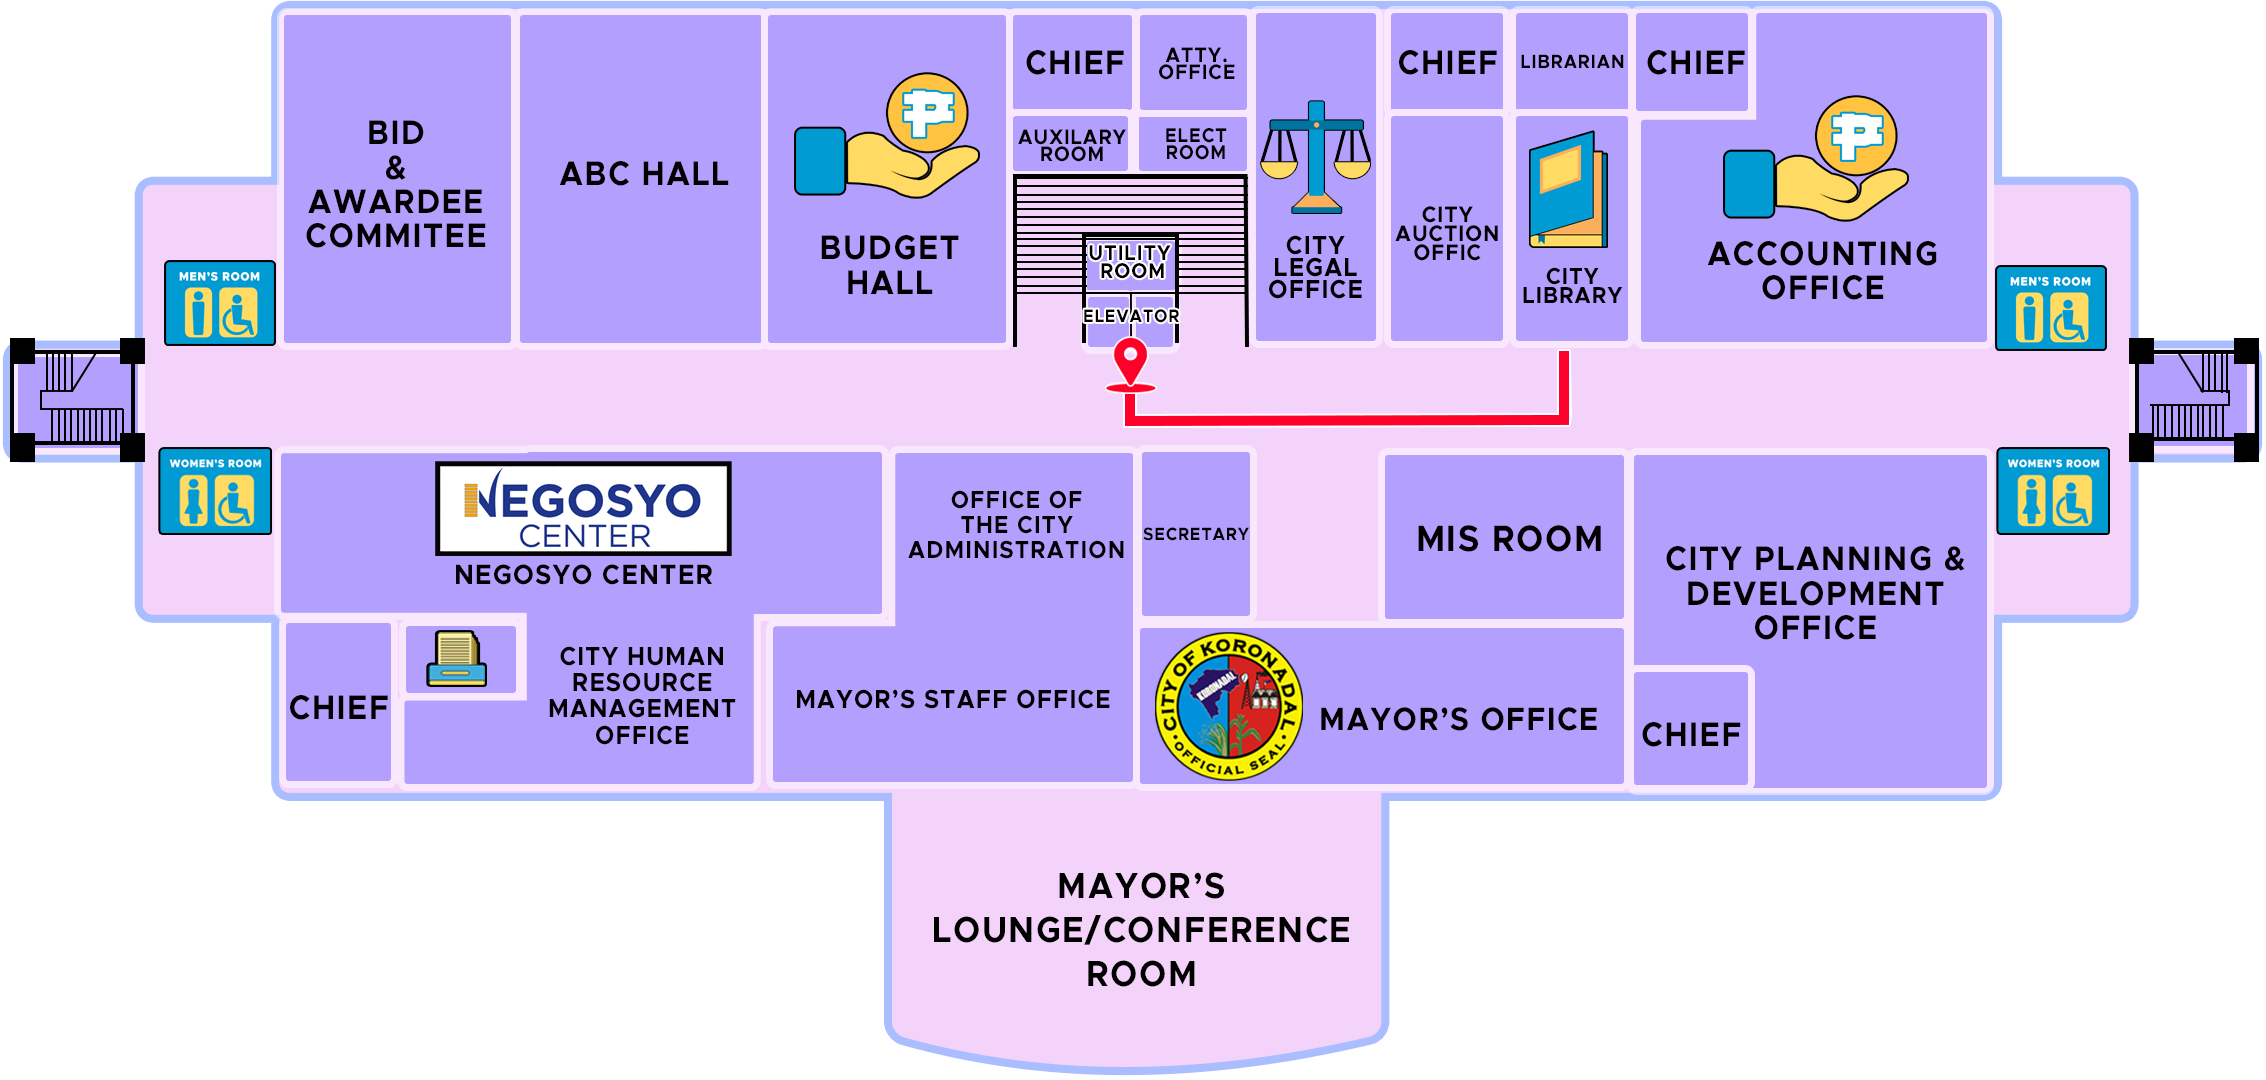 BID
&
AWARDEE
COMMITEE
ABC HALL
BUDGET
HALL
CHIEF
ATTY.
OFFICE
AUXILARY
ROOM
ELECT
ROOM
UTILITY
ROOM
ELEVATOR
CITY
LEGAL
OFFICE
CHIEF
CITY
AUCTION
OFFIC
LIBRARIAN
CITY
LIBRARY
CHIEF
ACCOUNTING
OFFICE
MEN'S ROOM
MEN'S ROOM
WOMEN'S ROOM
WOMEN'S ROOM
NEGOSYO
CENTER
NEGOSYO CENTER
CHIEF
CITY HUMAN
RESOURCE
MANAGEMENT
OFFICE
OFFICE OF
THE CITY
ADMINISTRATION
MAYOR'S STAFF OFFICE
SECRETARY
CITY OF KORONADAL
KORONADAL
• OFFICIAL SEAL •
MAYOR'S OFFICE
MIS ROOM
CITY PLANNING &
DEVELOPMENT
OFFICE
CHIEF
MAYOR'S
LOUNGE/CONFERENCE
ROOM